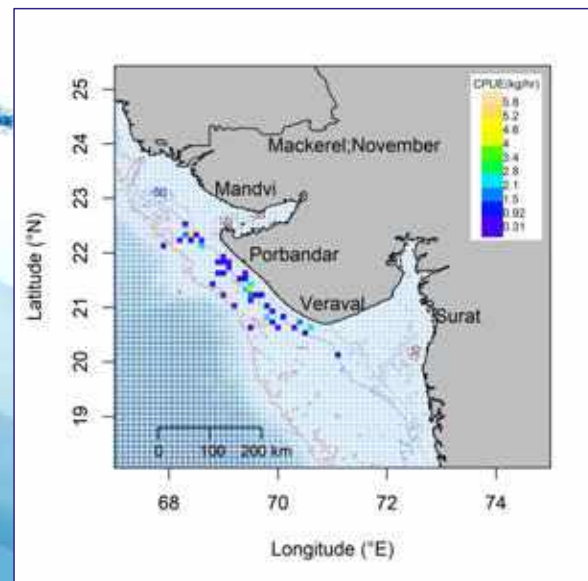 CPUE(kg/hr)
5.8
5.2
4.6
4
3.4
2.8
2.1
1.5
0.92
0.31
Mackerel;November
Mandvi
Porbandar
Veraval
Surat
-50
-50
25
24
23
22
21
20
19
Latitude (°N)
0 100 200 km
68 70 72 74
Longitude (°E)